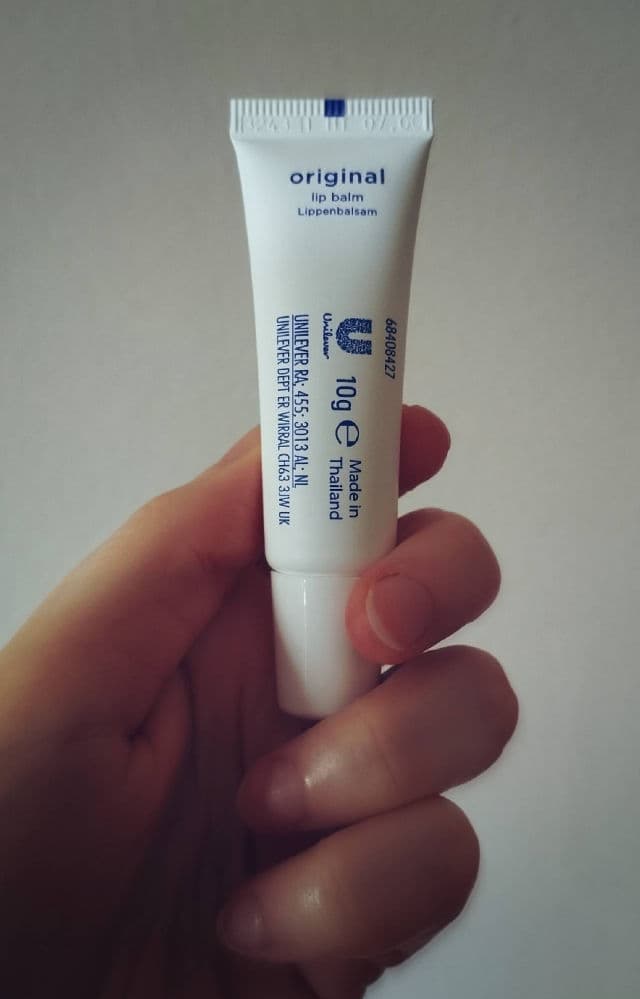 original
lip balm
Lippenbalsam
68408427
Unilever
10g e
Made in
Thailand
UNILEVER RA; 455; 3013 AL; NL
UNILEVER DEPT ER WIRRAL CH63 3JW UK